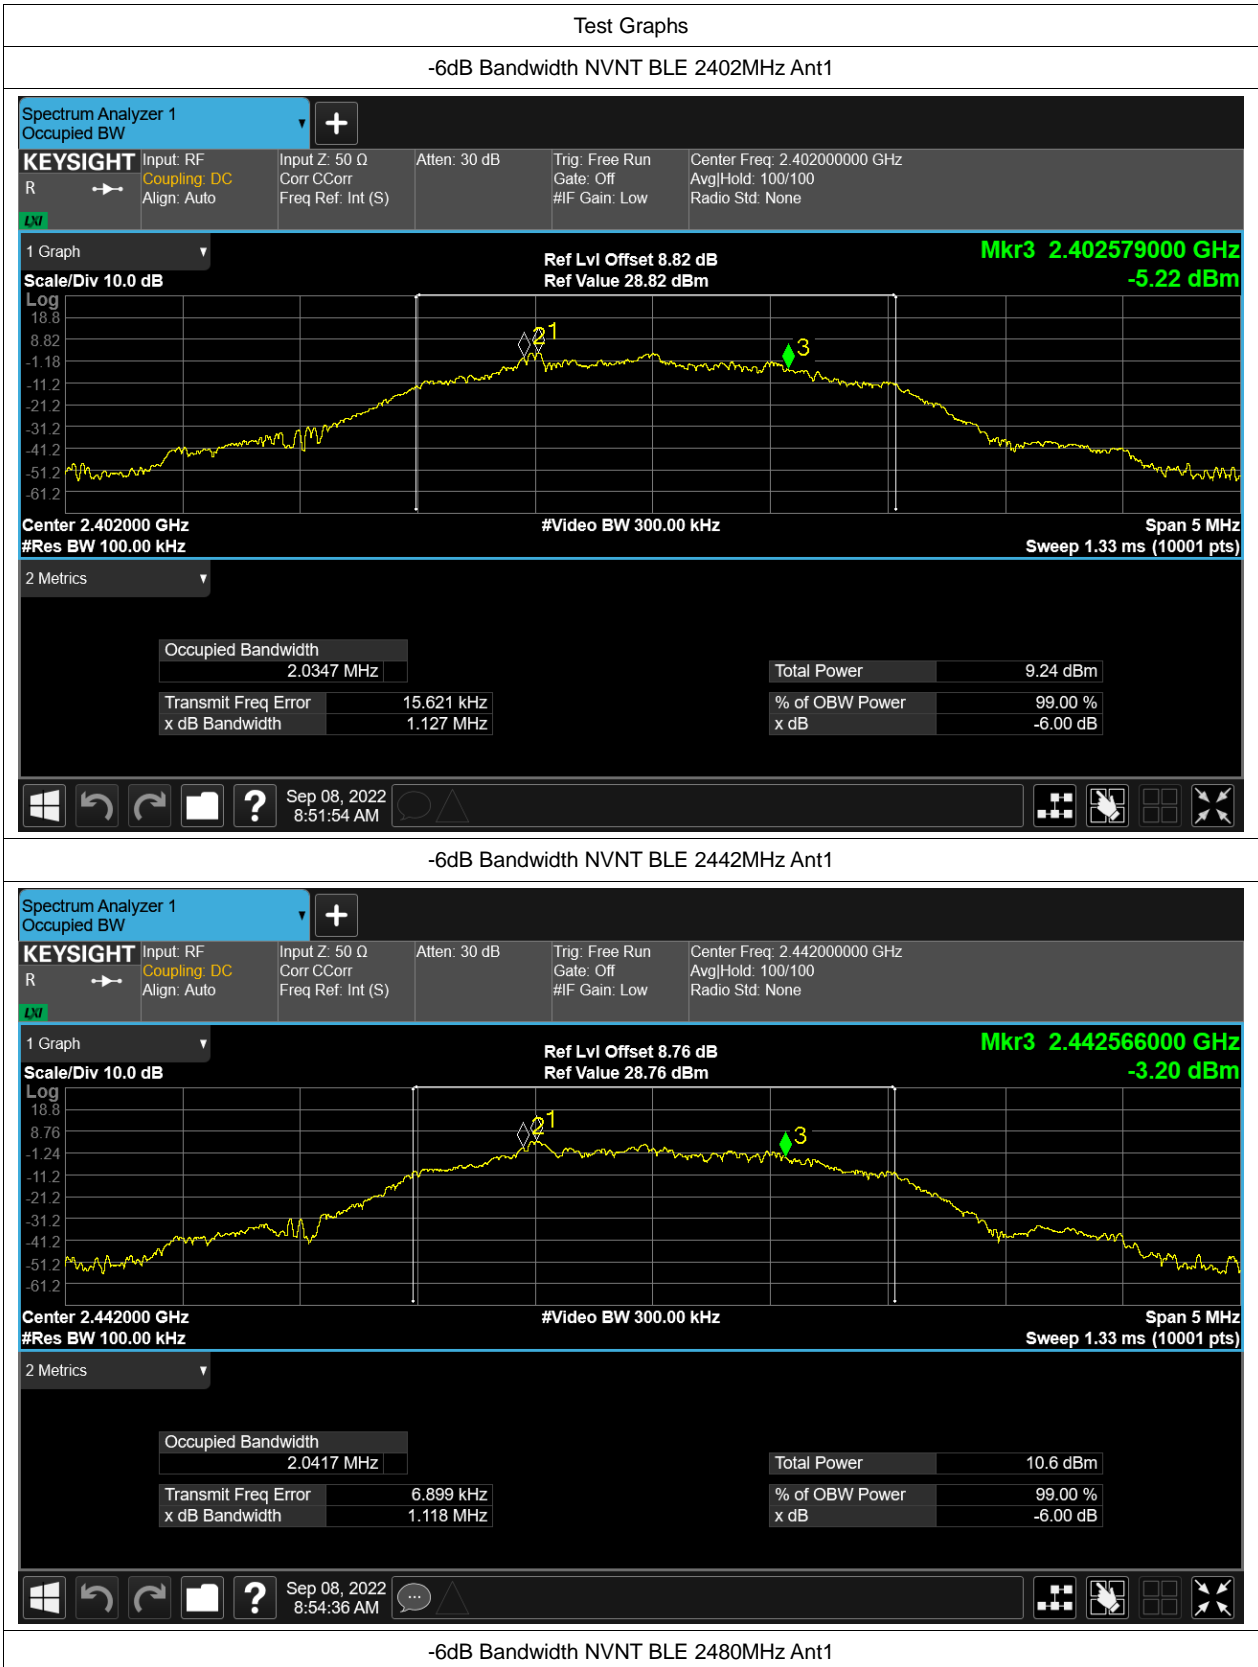 Test Graphs
-6dB Bandwidth NVNT BLE 2402MHz Ant1
Spectrum Analyzer 1
Occupied BW
KEYSIGHT Input: RF Input Z: 50 Ω Atten: 30 dB Trig: Free Run Center Freq: 2.402000000 GHz
R Coupling: DC Corr CCorr Gate: Off Avg|Hold: 100/100
Align: Auto Freq Ref: Int (S) #IF Gain: Low Radio Std: None
LXI
1 Graph Ref Lvl Offset 8.82 dB Mkr3 2.402579000 GHz
Scale/Div 10.0 dB Ref Value 28.82 dBm -5.22 dBm
Log
18.8
8.82 2 1
-1.18 3
-11.2
-21.2
-31.2
-41.2
-51.2
-61.2
Center 2.402000 GHz #Video BW 300.00 kHz Span 5 MHz
#Res BW 100.00 kHz Sweep 1.33 ms (10001 pts)
2 Metrics
Occupied Bandwidth
2.0347 MHz Total Power 9.24 dBm
Transmit Freq Error 15.621 kHz % of OBW Power 99.00 %
x dB Bandwidth 1.127 MHz x dB -6.00 dB
? Sep 08, 2022
8:51:54 AM
-6dB Bandwidth NVNT BLE 2442MHz Ant1
Spectrum Analyzer 1
Occupied BW
KEYSIGHT Input: RF Input Z: 50 Ω Atten: 30 dB Trig: Free Run Center Freq: 2.442000000 GHz
R Coupling: DC Corr CCorr Gate: Off Avg|Hold: 100/100
Align: Auto Freq Ref: Int (S) #IF Gain: Low Radio Std: None
LXI
1 Graph Ref Lvl Offset 8.76 dB Mkr3 2.442566000 GHz
Scale/Div 10.0 dB Ref Value 28.76 dBm -3.20 dBm
Log
18.8
8.76 2 1
-1.24 3
-11.2
-21.2
-31.2
-41.2
-51.2
-61.2
Center 2.442000 GHz #Video BW 300.00 kHz Span 5 MHz
#Res BW 100.00 kHz Sweep 1.33 ms (10001 pts)
2 Metrics
Occupied Bandwidth
2.0417 MHz Total Power 10.6 dBm
Transmit Freq Error 6.899 kHz % of OBW Power 99.00 %
x dB Bandwidth 1.118 MHz x dB -6.00 dB
? Sep 08, 2022
8:54:36 AM
-6dB Bandwidth NVNT BLE 2480MHz Ant1